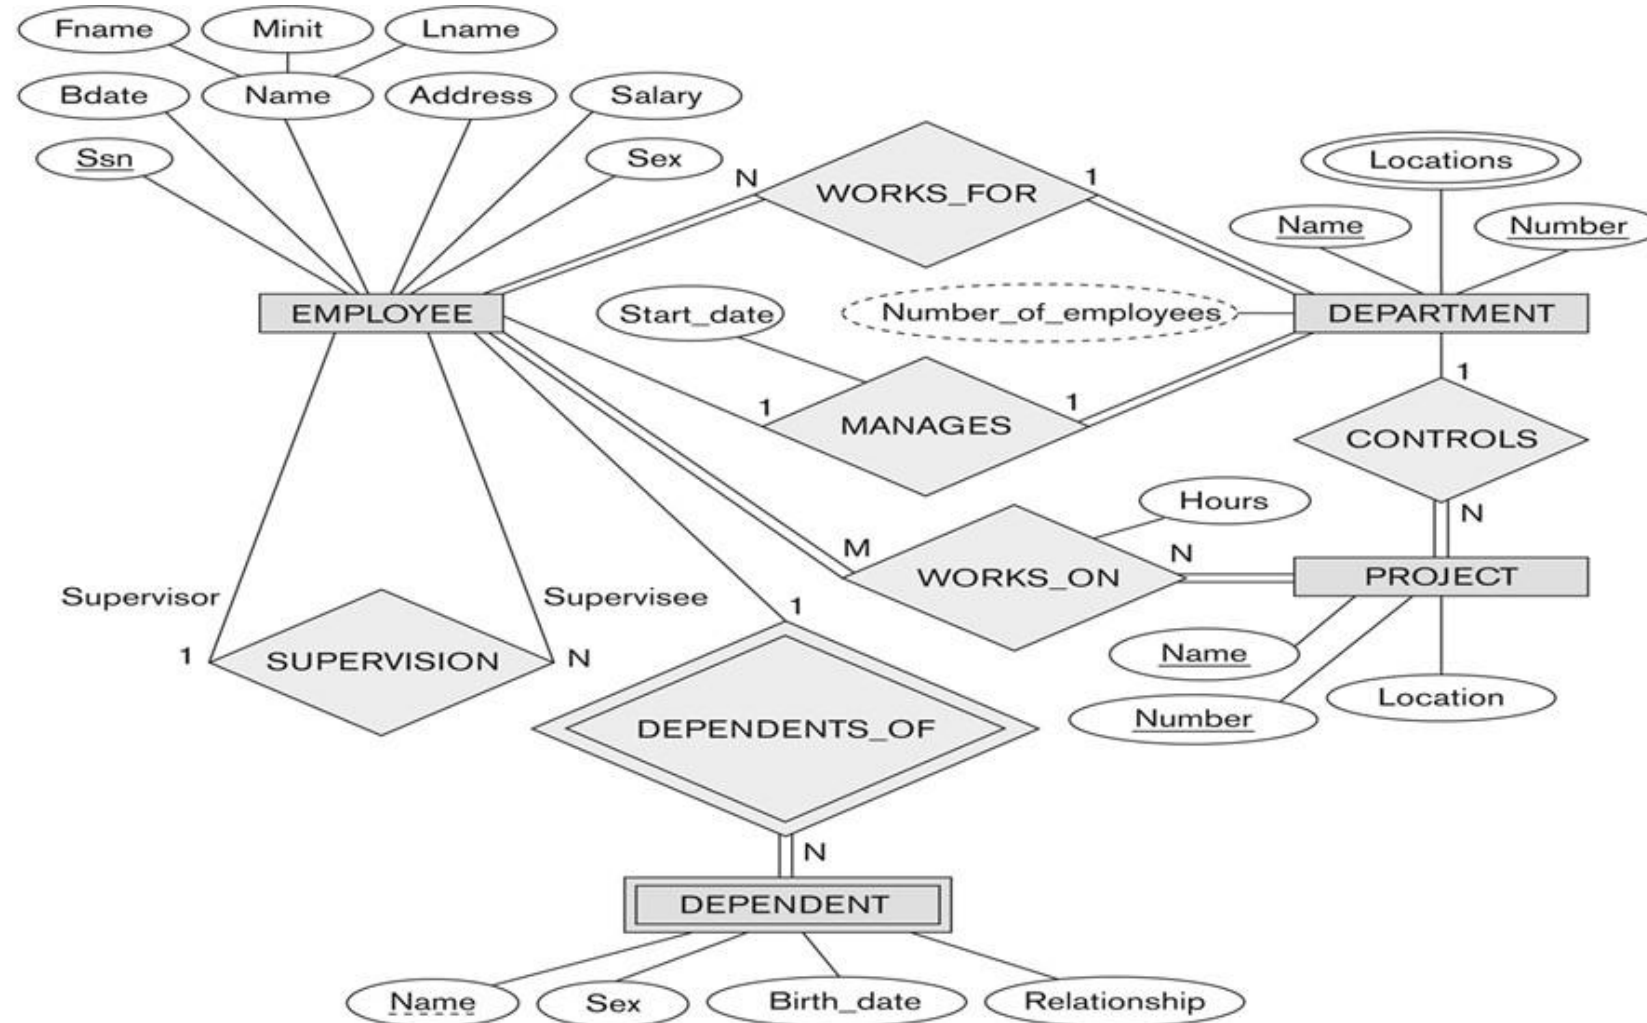 Fname
Minit
Lname
Bdate
Name
Address
Salary
Ssn
Sex
N
WORKS_FOR
1
Locations
Name
Number
EMPLOYEE
Start_date
Number_of_employees
DEPARTMENT
1
MANAGES
1
1
CONTROLS
N
Hours
M
WORKS_ON
N
PROJECT
Name
Number
Location
Supervisor
Supervisee
1
SUPERVISION
N
1
DEPENDENTS_OF
N
DEPENDENT
Name
Sex
Birth_date
Relationship